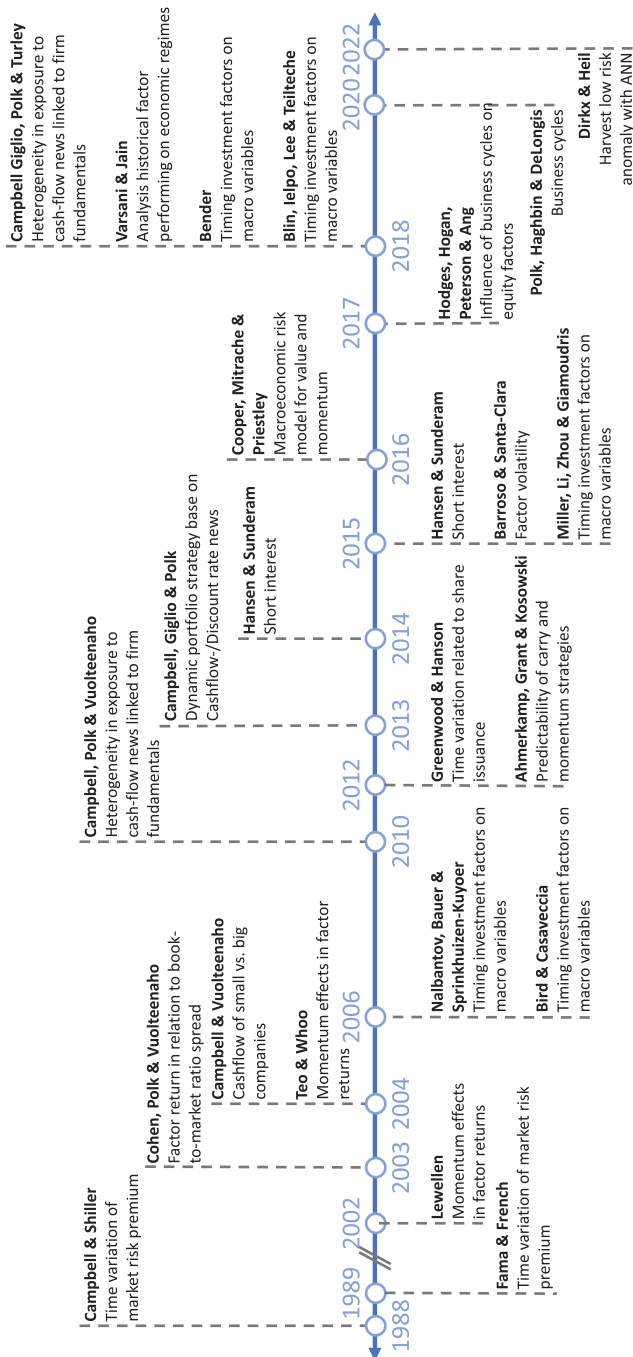 Campbell & Shiller
Time variation of
market risk premium
Cohen, Polk & Vuolteenaho
Factor return in relation to book-
to-market ratio spread
Campbell & Vuolteenaho
Cashflow of small vs. big
companies
Teo & Whoo
Momentum effects in factor
returns
Campbell, Polk & Vuolteenaho
Heterogeneity in exposure to
cash-flow news linked to firm
fundamentals
Campbell, Giglio & Polk
Dynamic portfolio strategy base on
Cashflow-/Discount rate news
Hansen & Sunderam
Short interest
Cooper, Mitrache &
Priestley
Macroeconomic risk
model for value and
momentum
Campbell Giglio, Polk & Turley
Heterogeneity in exposure to
cash-flow news linked to firm
fundamentals
Varsani & Jain
Analysis historical factor
performing on economic regimes
Bender
Timing investment factors on
macro variables
Blin, Ielpo, Lee & Teilteche
Timing investment factors on
macro variables
1988
1989
2002
2003
2004
2006
2010
2012
2013
2014
2015
2016
2017
2018
2020
2022
Fama & French
Time variation of market risk
premium
Lewellen
Momentum effects
in factor returns
Nalbantov, Bauer &
Sprinkhuizen-Kuyoer
Timing investment factors on
macro variables
Bird & Casaveccia
Timing investment factors on
macro variables
Greenwood & Hanson
Time variation related to share
issuance
Ahmerkamp, Grant & Kosowski
Predictability of carry and
momentum strategies
Hansen & Sunderam
Short interest
Barroso & Santa-Clara
Factor volatility
Miller, Li, Zhou & Giamoudris
Timing investment factors on
macro variables
Hodges, Hogan,
Peterson & Ang
Influence of business cycles on
equity factors
Polk, Haghbin & DeLongis
Business cycles
Dirkx & Heil
Harvest low risk
anomaly with ANN